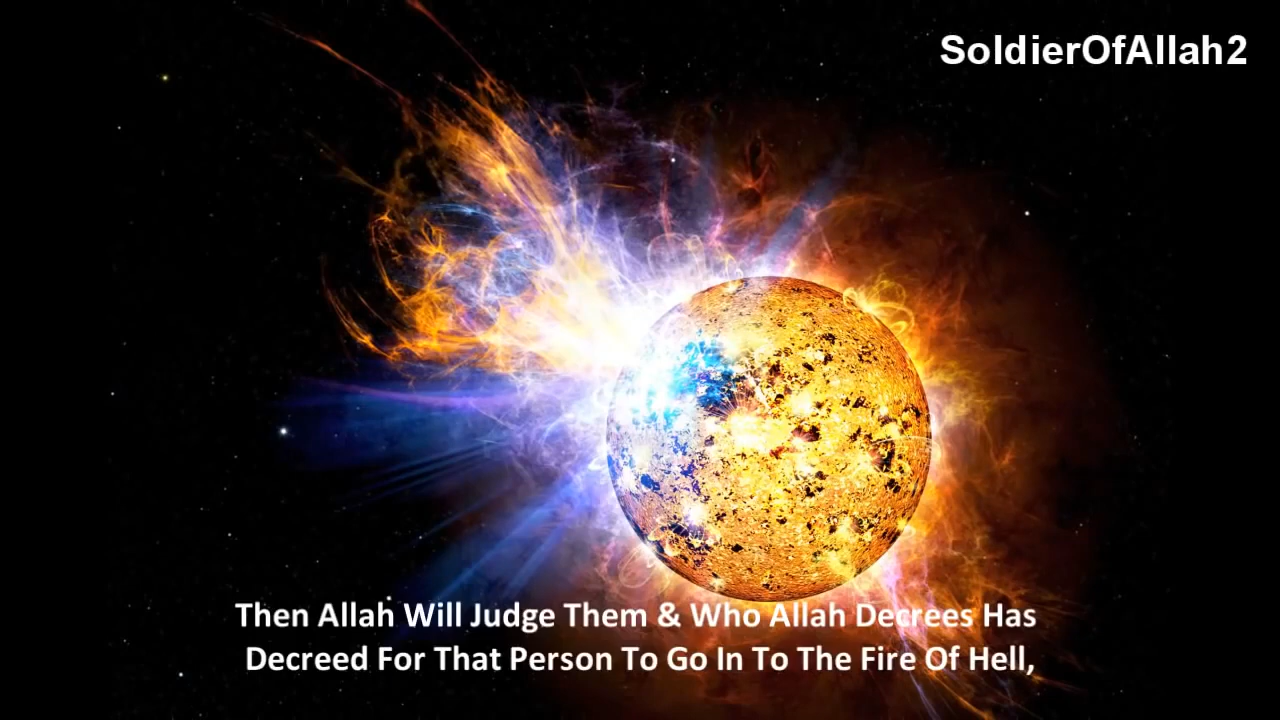 SoldierOfAllah2
Then Allah Will Judge Them & Who Allah Decrees Has
Decreed For That Person To Go In To The Fire Of Hell,